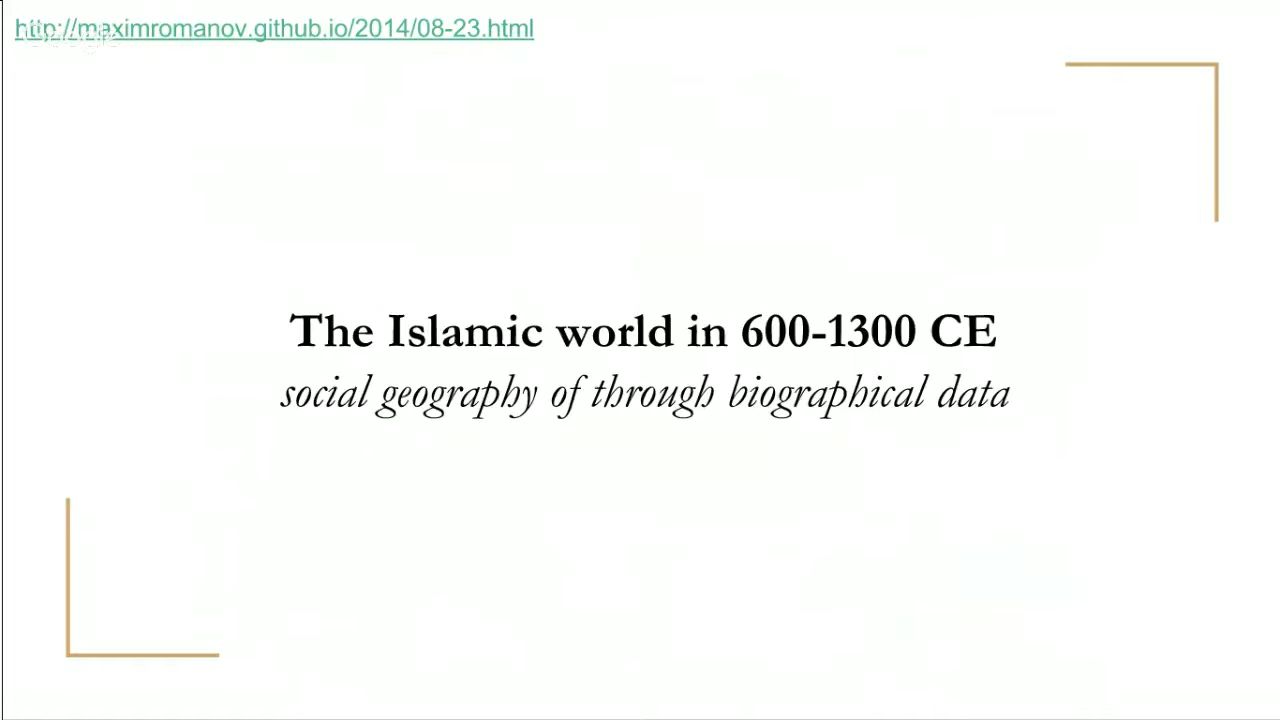 http://maximromanov.github.io/2014/08-23.html
Google
The Islamic world in 600-1300 CE
social geography of through biographical data